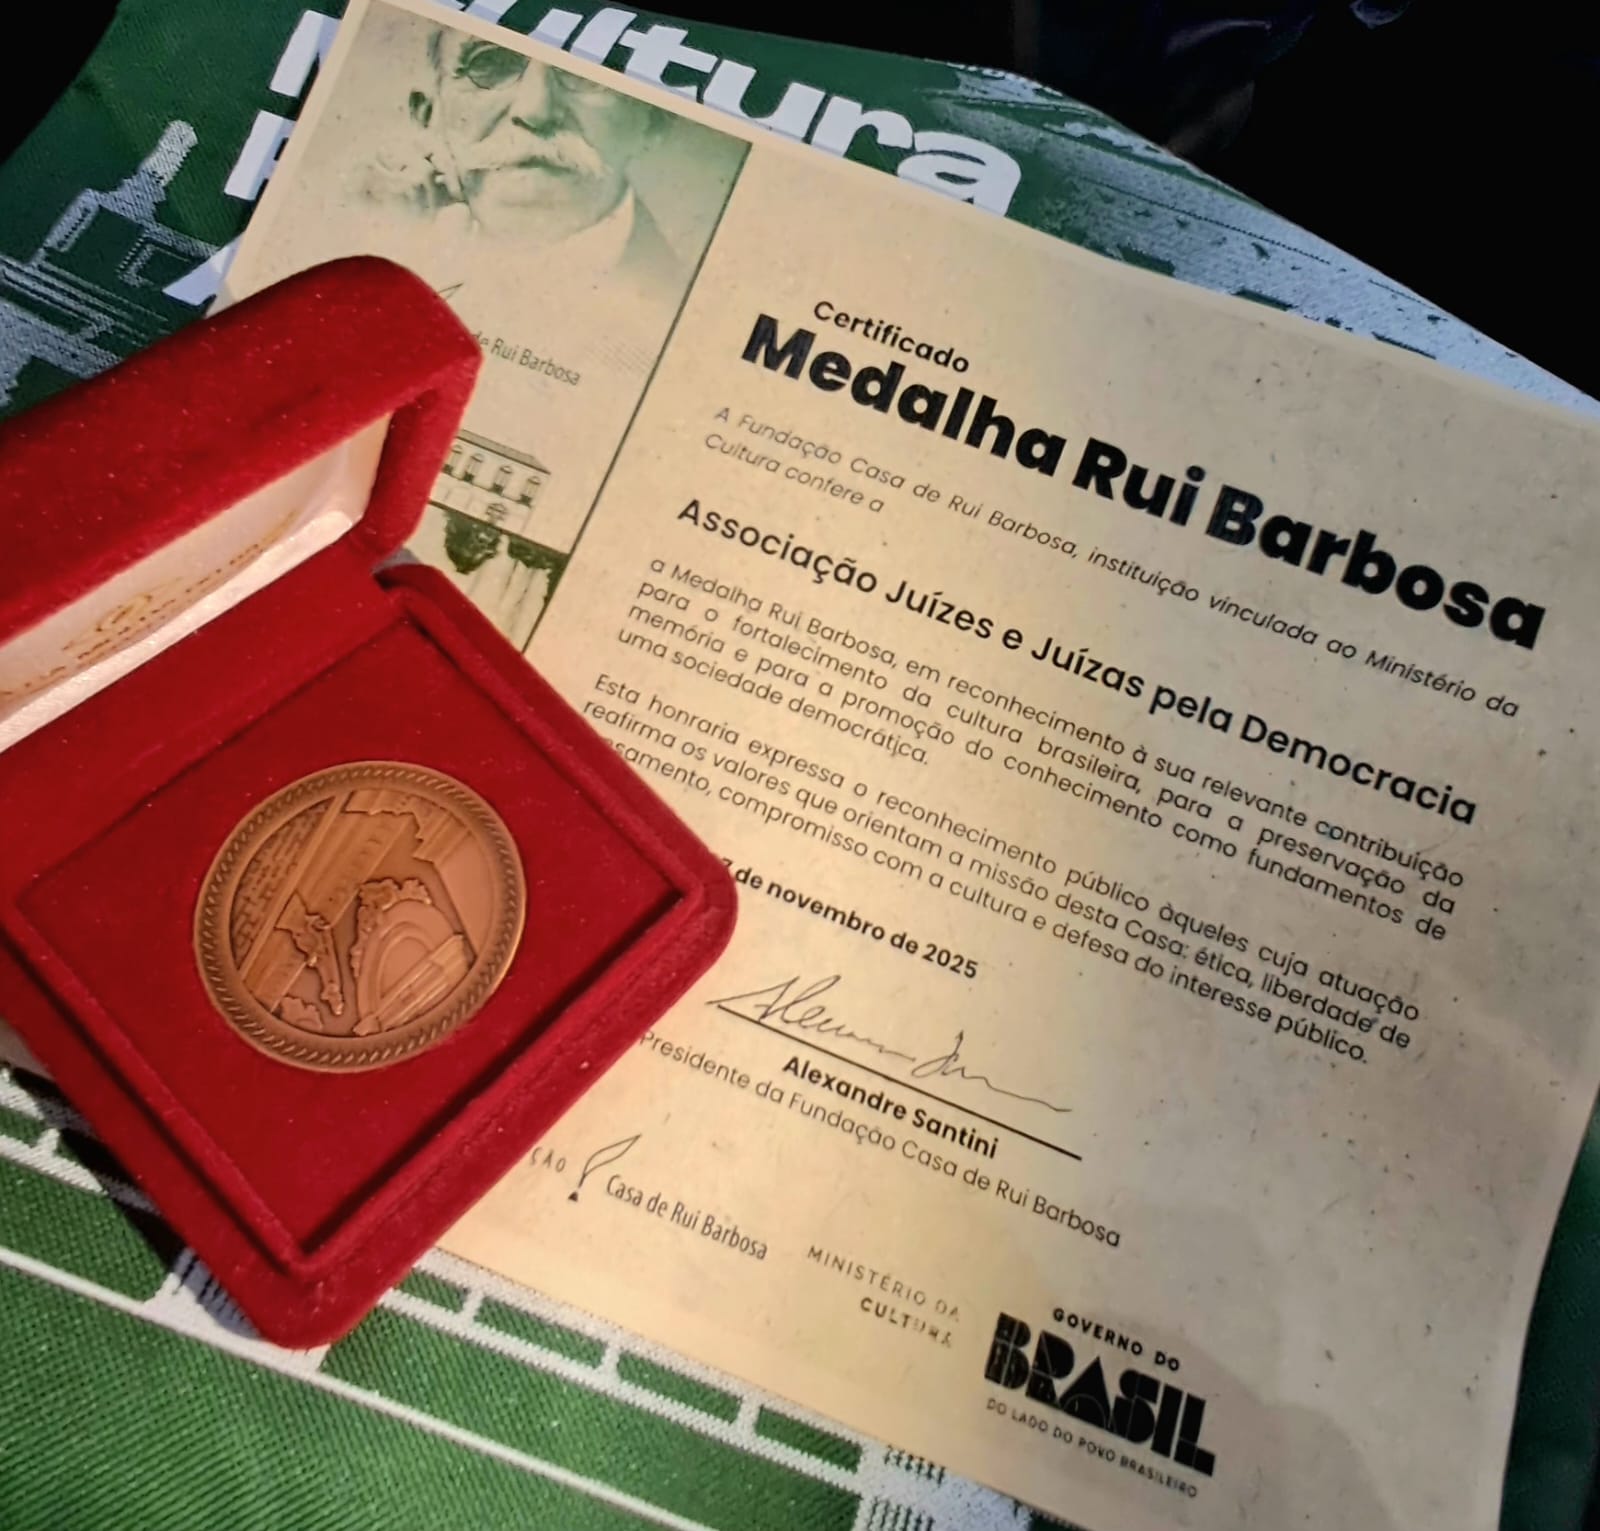 ultura
de Rui Barbosa
Certificado
Medalha Rui Barbosa
A Fundação Casa de Rui Barbosa, instituição vinculada ao Ministério da
Cultura confere a
Associação Juízes e Juízas pela Democracia
a Medalha Rui Barbosa, em reconhecimento à sua relevante contribuição
para o fortalecimento da cultura brasileira, para a preservação da
memória e para a promoção do conhecimento como fundamentos de
uma sociedade democrática.
Esta honraria expressa o reconhecimento público àqueles cuja atuação
reafirma os valores que orientam a missão desta Casa: ética, liberdade de
samento, compromisso com a cultura e defesa do interesse público.
7 de novembro de 2025
Alexandre Santini
Presidente da Fundação Casa de Rui Barbosa
ÇÃO
Casa de Rui Barbosa
MINISTÉRIO DA
CULTURA
GOVERNO DO
BRASIL
DO LADO DO POVO BRASILEIRO